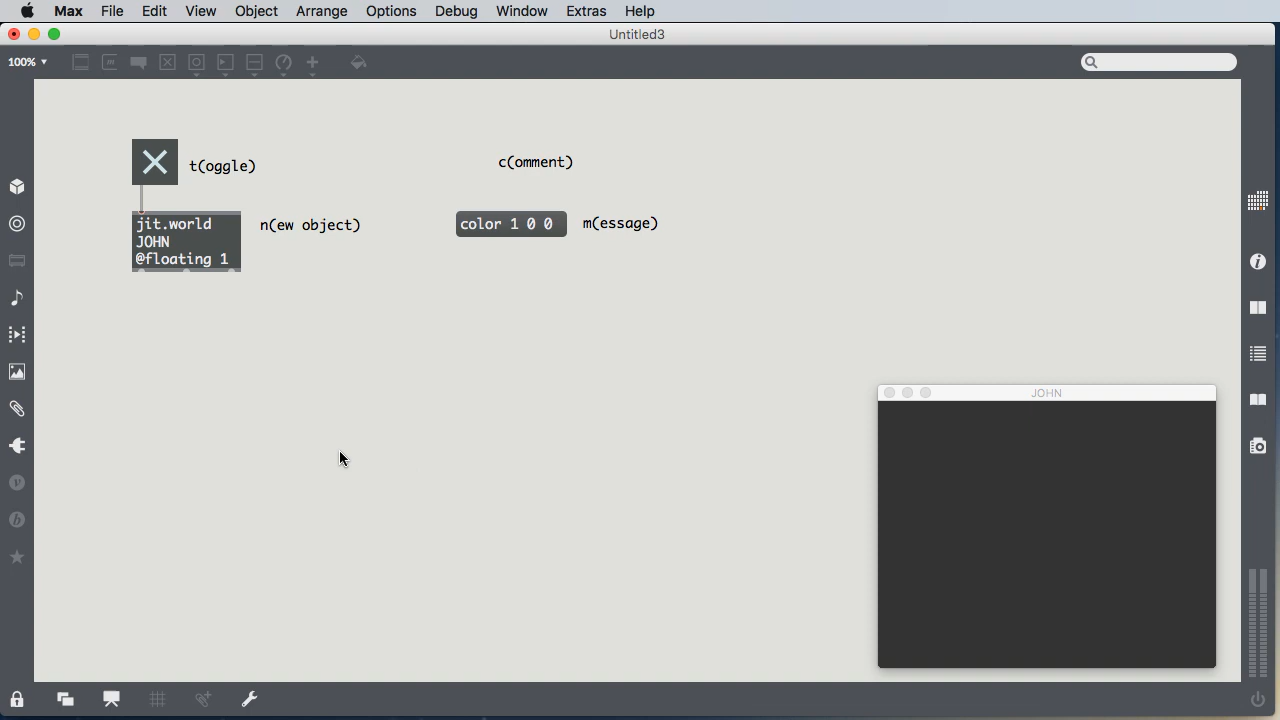 Max File Edit View Object Arrange Options Debug Window Extras Help
Untitled3
100%
t(oggle)
c(omment)
jit.world
JOHN
@floating 1
n(ew object)
color 1 0 0
m(essage)
JOHN